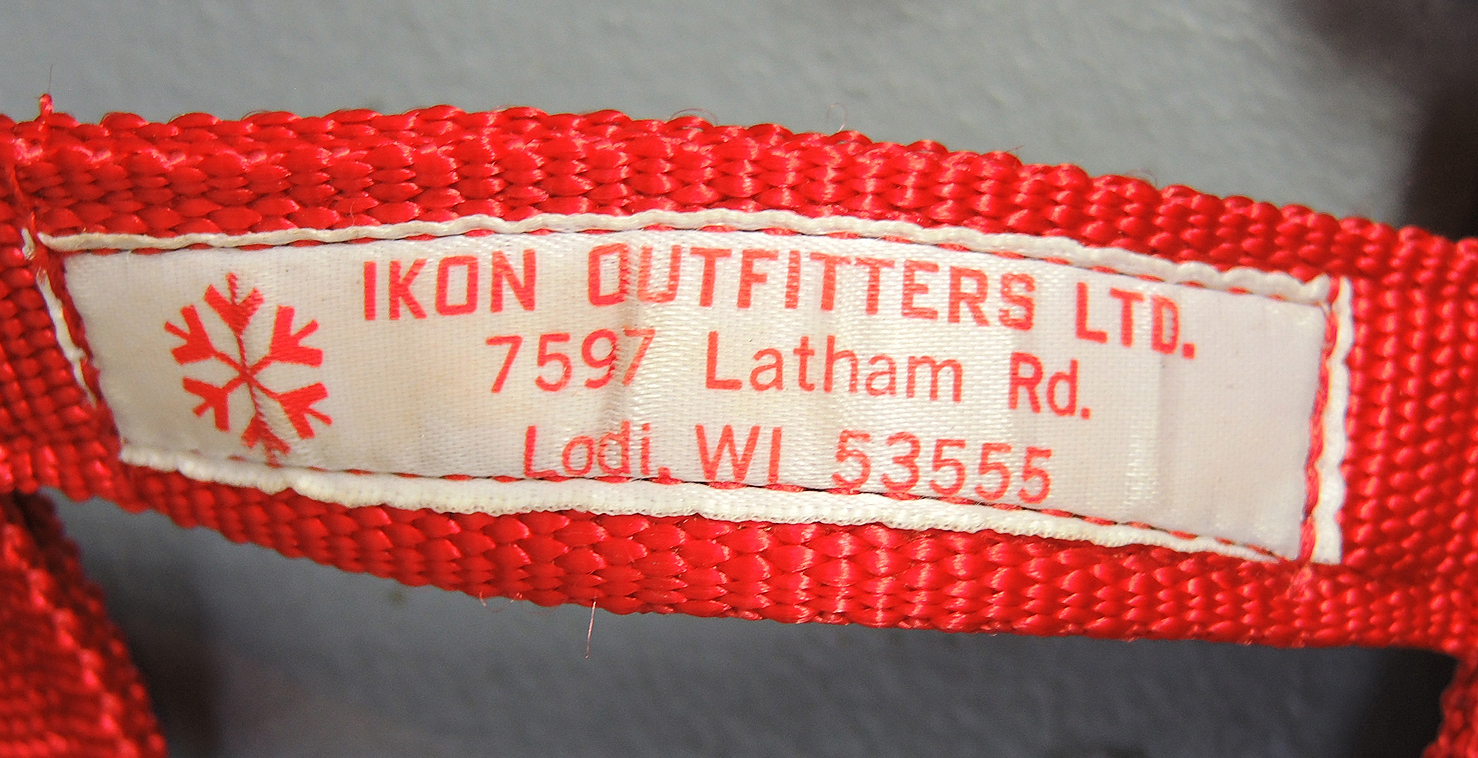 IKON OUTFITTERS LTD.
7597 Latham Rd.
Lodi, WI 53555